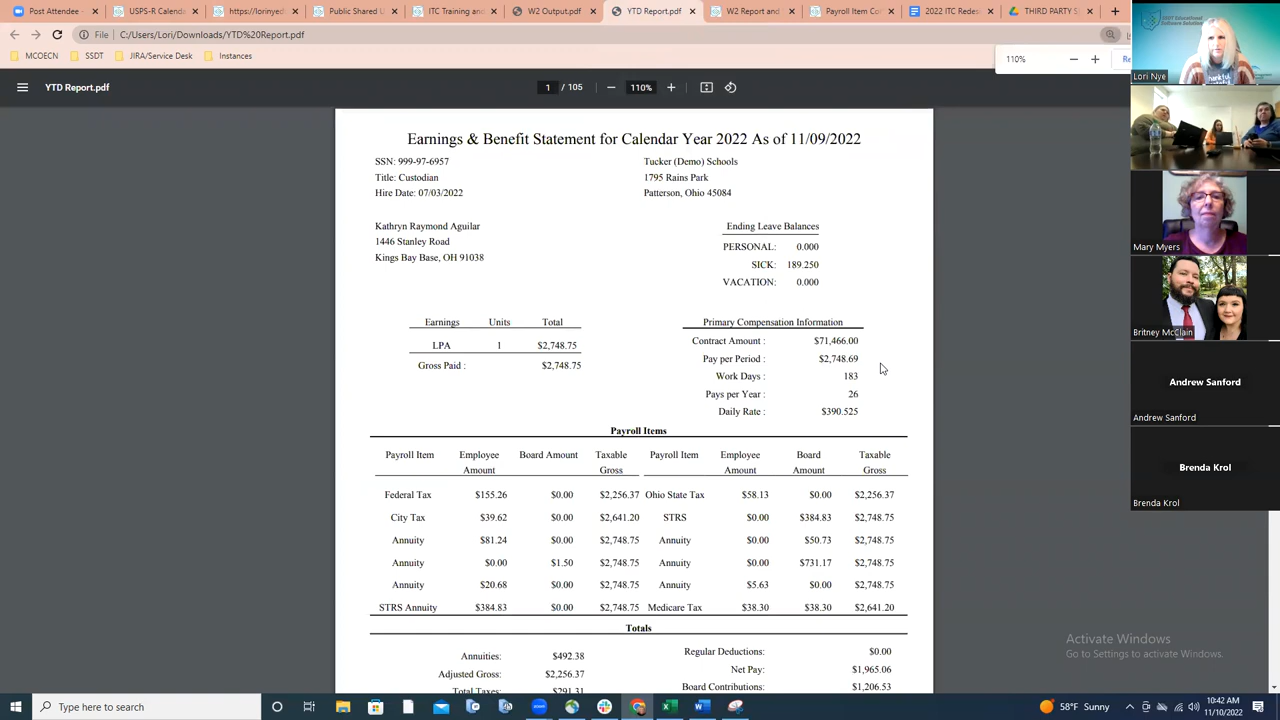 USPS-R Calenda
https://lorinyed
Public Shared U
ITC Training and
W2 Output.pdf
YTD Report.pdf
W2 Report and
Payroll Item Co
2022 ITC Redes
THIRD PARTY S
File
C:/Users/Lori/Downloads/YTD%20Report.pdf
MCOECN
SSDT
JIRA/Service Desk
Instances
110%
Re
YTD Report.pdf
1 / 105
110%
Earnings & Benefit Statement for Calendar Year 2022 As of 11/09/2022
SSN: 999-97-6957
Title: Custodian
Hire Date: 07/03/2022
Tucker (Demo) Schools
1795 Rains Park
Patterson, Ohio 45084
Kathryn Raymond Aguilar
1446 Stanley Road
Kings Bay Base, OH 91038
Ending Leave Balances
PERSONAL: 0.000
SICK: 189.250
VACATION: 0.000
Earnings Units Total
LPA 1 $2,748.75
Gross Paid : $2,748.75
Primary Compensation Information
Contract Amount : $71,466.00
Pay per Period : $2,748.69
Work Days : 183
Pays per Year : 26
Daily Rate : $390.525
Payroll Items
Payroll Item Employee Amount Board Amount Taxable Gross Payroll Item Employee Amount Board Amount Taxable Gross
Federal Tax $155.26 $0.00 $2,256.37 Ohio State Tax $58.13 $0.00 $2,256.37
City Tax $39.62 $0.00 $2,641.20 STRS $0.00 $384.83 $2,748.75
Annuity $81.24 $0.00 $2,748.75 Annuity $0.00 $50.73 $2,748.75
Annuity $0.00 $1.50 $2,748.75 Annuity $0.00 $731.17 $2,748.75
Annuity $20.68 $0.00 $2,748.75 Annuity $5.63 $0.00 $2,748.75
STRS Annuity $384.83 $0.00 $2,748.75 Medicare Tax $38.30 $38.30 $2,641.20
Totals
Annuities: $492.38
Adjusted Gross: $2,256.37
Total Taxes: $291.31
Regular Deductions: $0.00
Net Pay: $1,965.06
Board Contributions: $1,206.53
SSDT Educational
Software Solutions
Lori Nye
Mary Myers
Britney McClain
Andrew Sanford
Andrew Sanford
Brenda Krol
Brenda Krol
Activate Windows
Go to Settings to activate Windows.
Type here to search
58°F Sunny
10:42 AM
11/10/2022